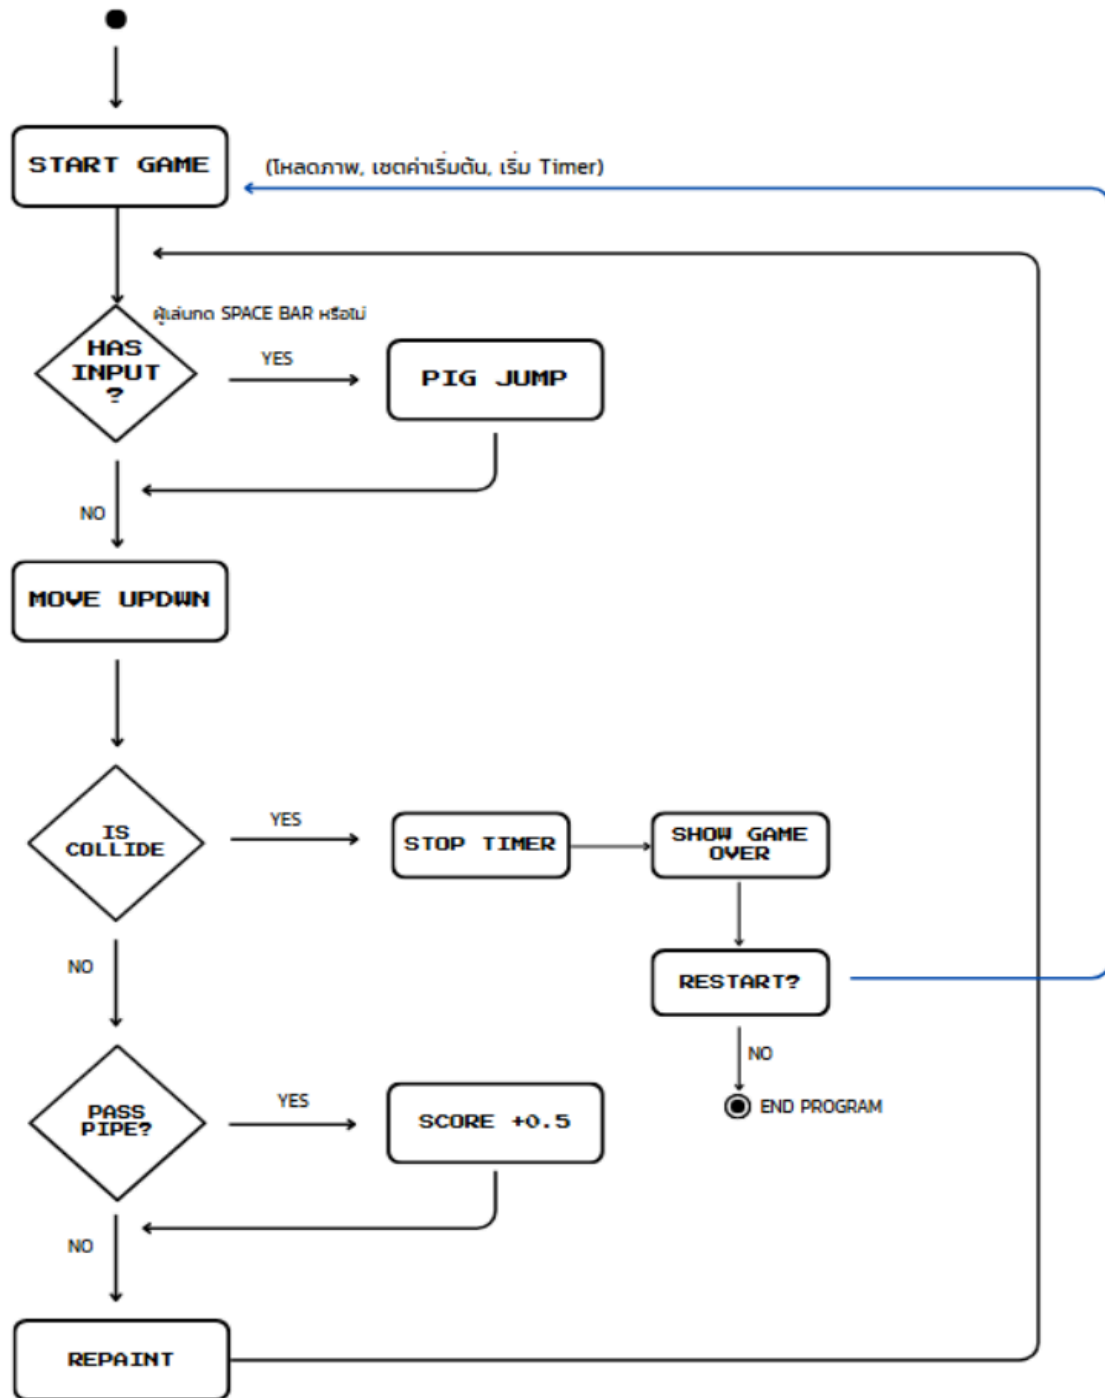 START GAME
(โหลดภาพ, เซตค่าเริ่มต้น, เริ่ม Timer)
ผู้เล่นกด SPACE BAR หรือไม่
HAS
INPUT
?
YES
PIG JUMP
NO
MOVE UPDWN
IS
COLLIDE
YES
STOP TIMER
SHOW GAME
OVER
NO
RESTART?
NO
END PROGRAM
PASS
PIPE?
YES
SCORE +0.5
NO
REPAINT